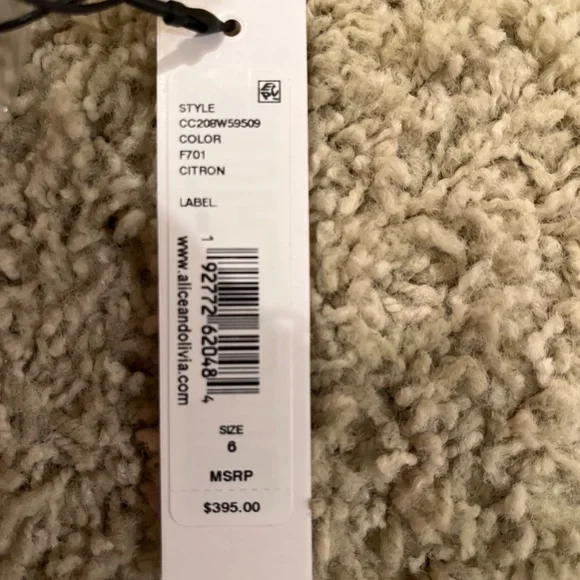 STYLE
CC208W59509
COLOR
F701
CITRON
LABEL
1 92772 62048 4
www.aliceandolivia.com
SIZE
6
MSRP
$395.00